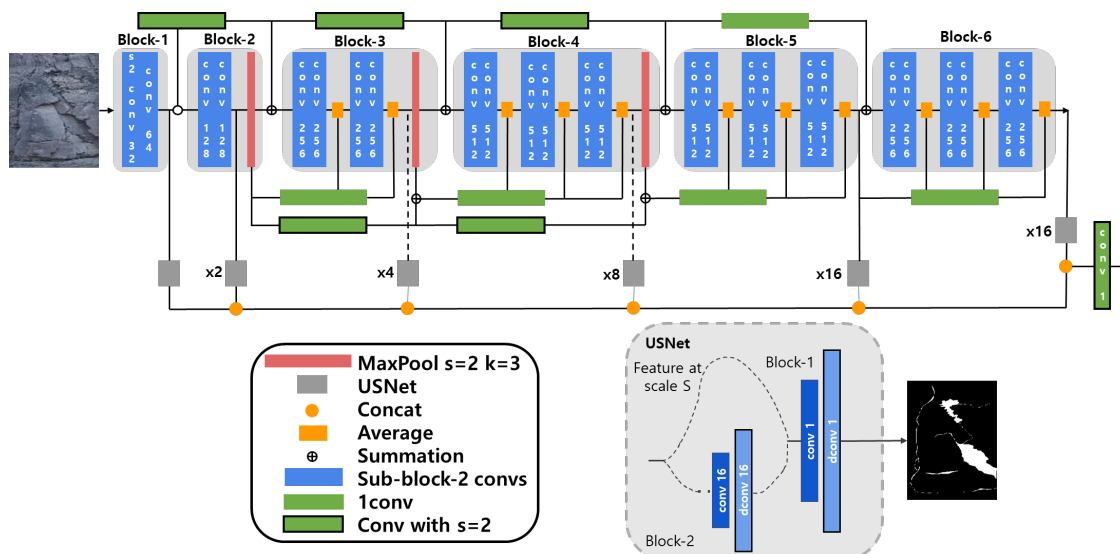 Block-1
Block-2
Block-3
Block-4
Block-5
Block-6
s2 conv 32
conv 64
conv 128
conv 128
conv 256
conv 256
conv 256
conv 256
conv 512
conv 512
conv 512
conv 512
conv 512
conv 512
conv 512
conv 512
conv 512
conv 512
conv 512
conv 512
conv 256
conv 256
conv 256
conv 256
conv 256
conv 256
x2
x4
x8
x16
x16
conv 1
MaxPool s=2 k=3
USNet
Concat
Average
Summation
Sub-block-2 convs
1conv
Conv with s=2
USNet
Feature at
scale S
Block-1
conv 1
dconv 1
conv 16
dconv 16
Block-2